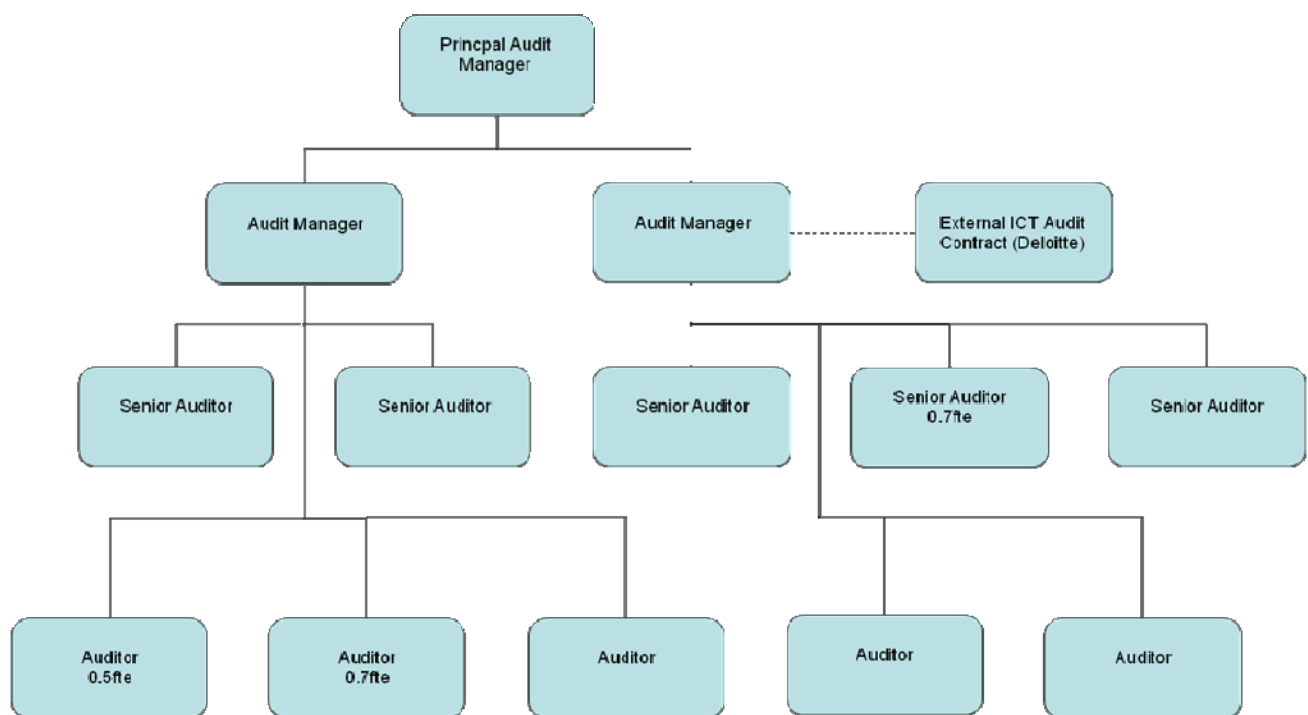 Princpal Audit
Manager
Audit Manager
Audit Manager
External ICT Audit
Contract (Deloitte)
Senior Auditor
Senior Auditor
Senior Auditor
Senior Auditor
0.7fte
Senior Auditor
Auditor
0.5fte
Auditor
0.7fte
Auditor
Auditor
Auditor